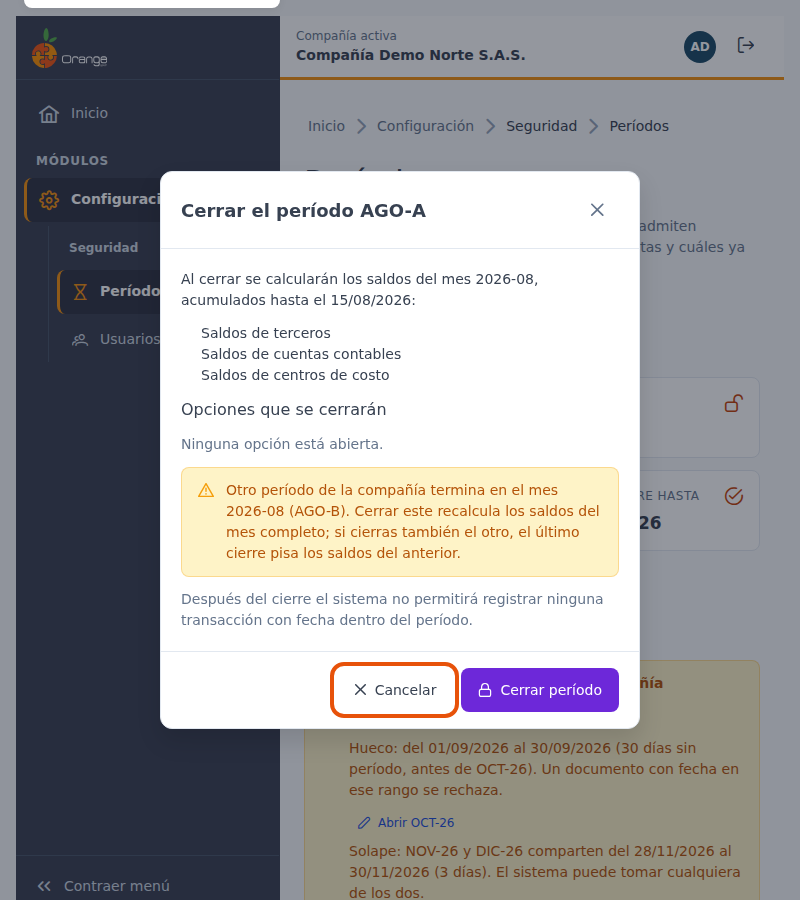 Orange
Compañía activa
Compañía Demo Norte S.A.S.
AD
Inicio
MÓDULOS
Seguridad
Usuarios
Contraer menú
Inicio
Configuración
Seguridad
Períodos
admiten
y cuáles ya
HASTA
26
Cerrar el período AGO-A
Al cerrar se calcularán los saldos del mes 2026-08,
acumulados hasta el 15/08/2026:
Saldos de terceros
Saldos de cuentas contables
Saldos de centros de costo
Opciones que se cerrarán
Ninguna opción está abierta.
Otro período de la compañía termina en el mes
2026-08 (AGO-B). Cerrar este recalcula los saldos del
mes completo; si cierras también el otro, el último
cierre pisa los saldos del anterior.
Después del cierre el sistema no permitirá registrar ninguna
transacción con fecha dentro del período.
Cancelar
Cerrar período
Hueco: del 01/09/2026 al 30/09/2026 (30 días sin
período, antes de OCT-26). Un documento con fecha en
ese rango se rechaza.
Abrir OCT-26
Solape: NOV-26 y DIC-26 comparten del 28/11/2026 al
30/11/2026 (3 días). El sistema puede tomar cualquiera
de los dos.